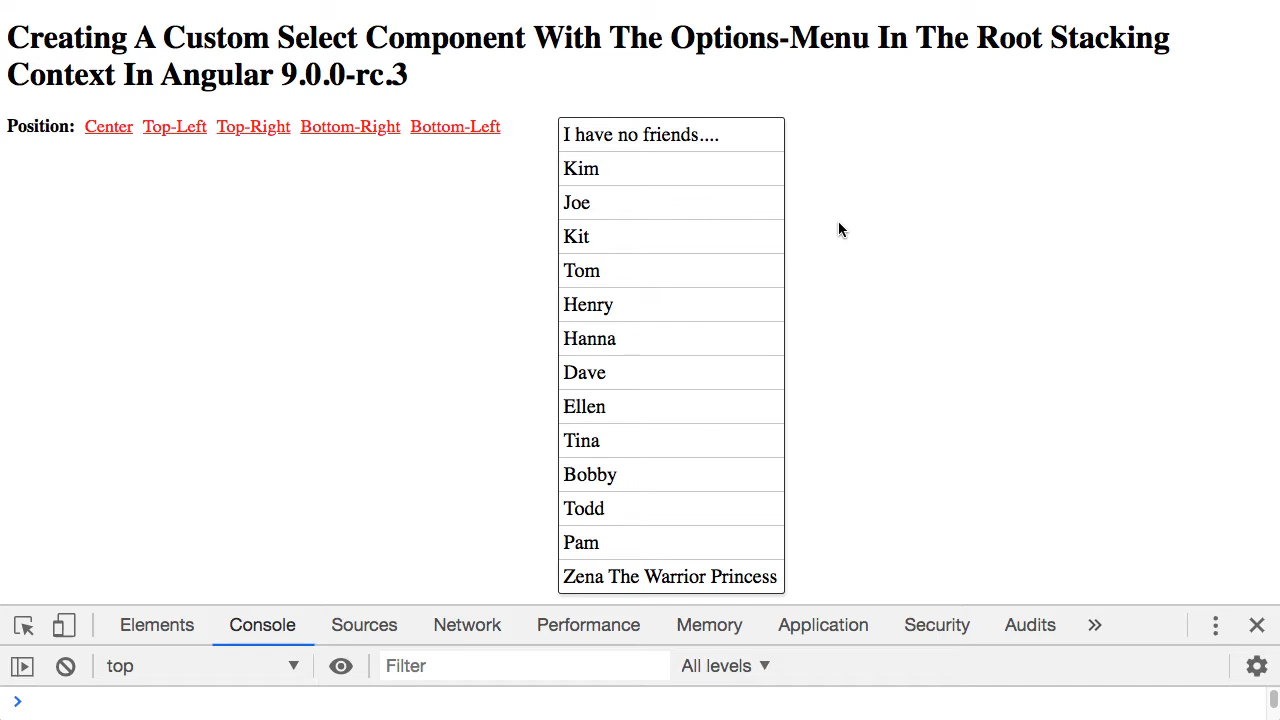 Creating A Custom Select Component With The Options-Menu In The Root Stacking
Context In Angular 9.0.0-rc.3
Position: Center Top-Left Top-Right Bottom-Right Bottom-Left
I have no friends....
Kim
Joe
Kit
Tom
Henry
Hanna
Dave
Ellen
Tina
Bobby
Todd
Pam
Zena The Warrior Princess
Elements Console Sources Network Performance Memory Application Security Audits »
top ▼ Filter All levels ▼
>